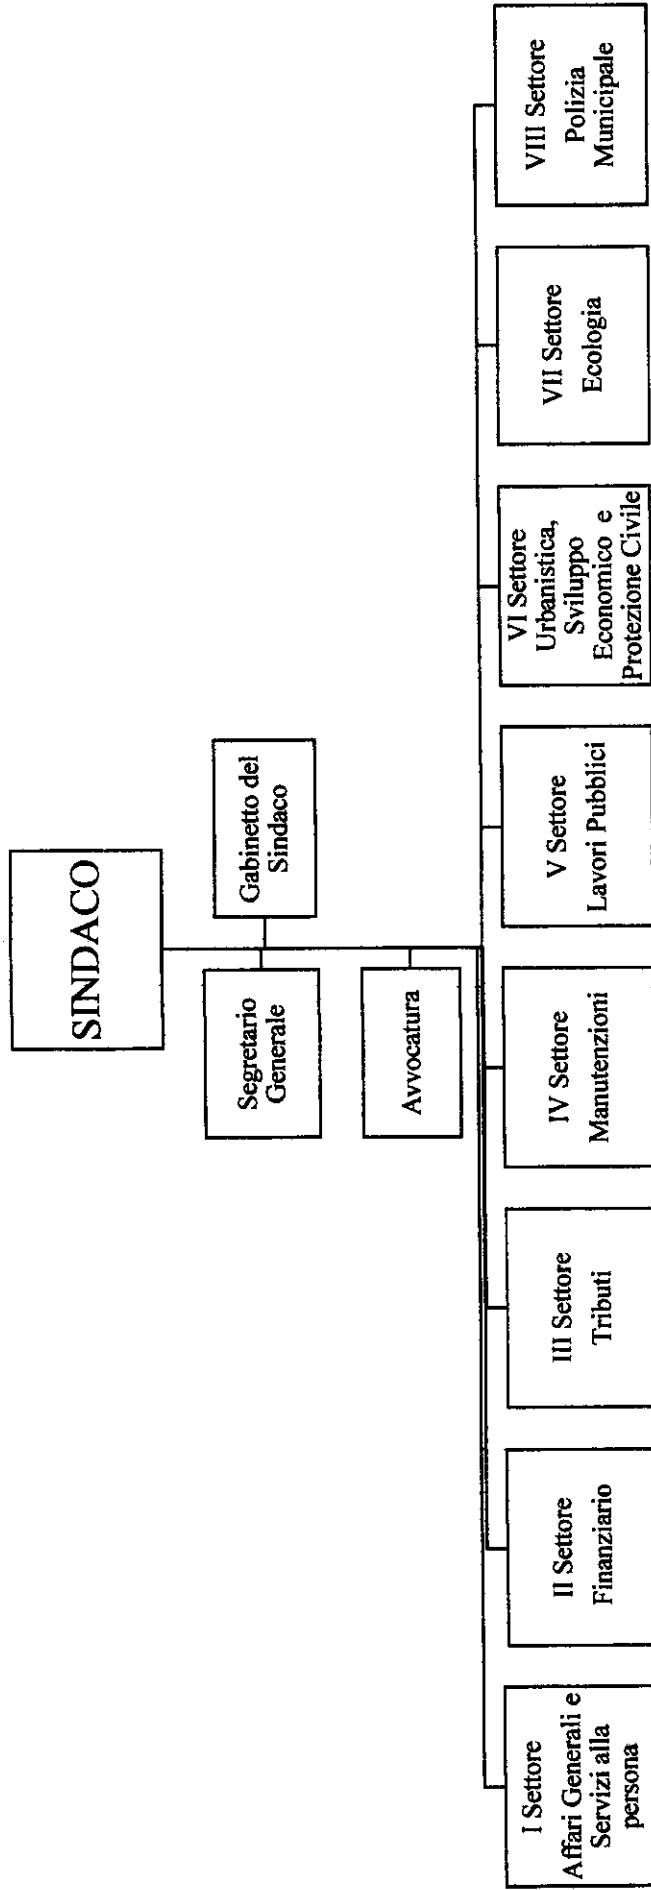 SINDACO
Segretario
Generale
Gabinetto del
Sindaco
Avvocatura
I Settore
Affari Generali e
Servizi alla
persona
II Settore
Finanziario
III Settore
Tributi
IV Settore
Manutenzioni
V Settore
Lavori Pubblici
VI Settore
Urbanistica,
Sviluppo
Economico e
Protezione Civile
VII Settore
Ecologia
VIII Settore
Polizia
Municipale